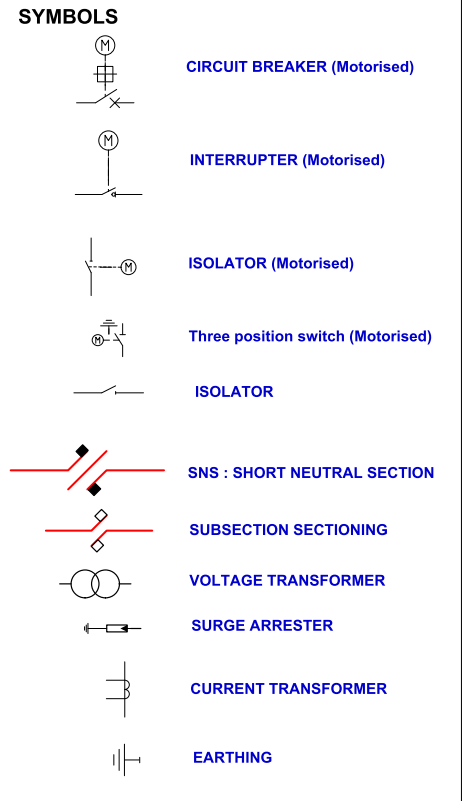 SYMBOLS
M
CIRCUIT BREAKER (Motorised)
M
INTERRUPTER (Motorised)
M
ISOLATOR (Motorised)
M
Three position switch (Motorised)
ISOLATOR
SNS : SHORT NEUTRAL SECTION
SUBSECTION SECTIONING
VOLTAGE TRANSFORMER
SURGE ARRESTER
CURRENT TRANSFORMER
EARTHING